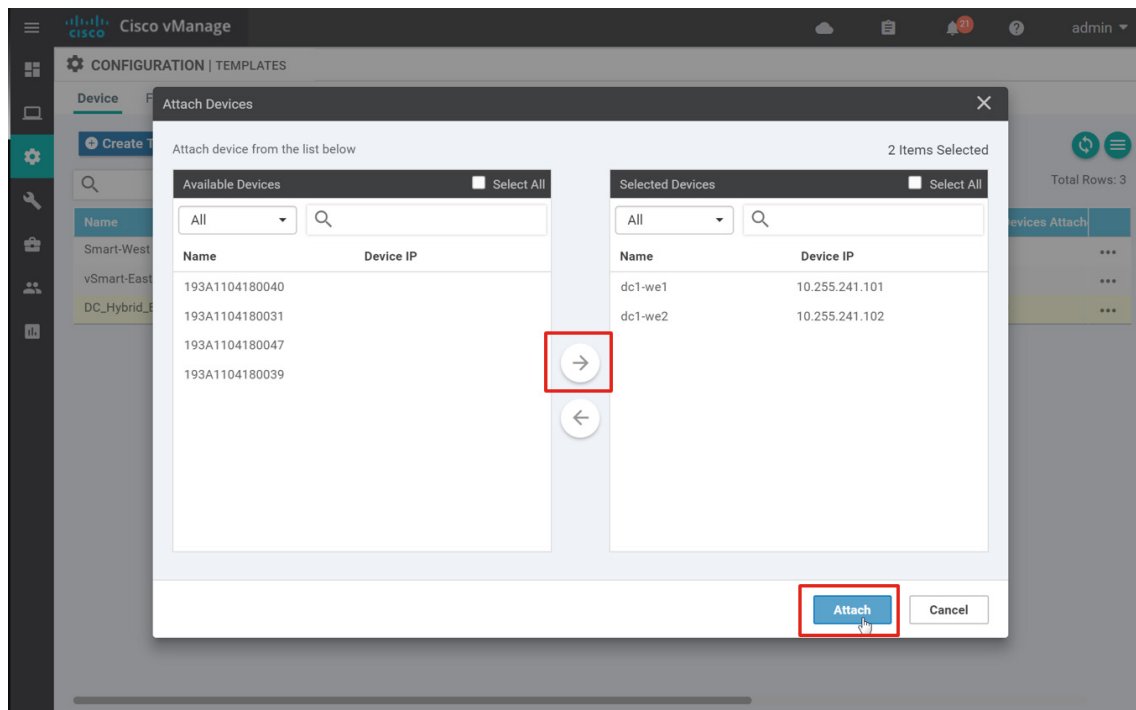 cisco Cisco vManage 21 admin
CONFIGURATION | TEMPLATES
Device F
Attach Devices
Create T
Attach device from the list below 2 Items Selected
Total Rows: 3
Available Devices Select All
Selected Devices Select All
All
All
Name
evices Attach
Name Device IP
Name Device IP
Smart-West
vSmart-East
DC_Hybrid_E
193A1104180040
193A1104180031
193A1104180047
193A1104180039
dc1-we1 10.255.241.101
dc1-we2 10.255.241.102
Attach Cancel